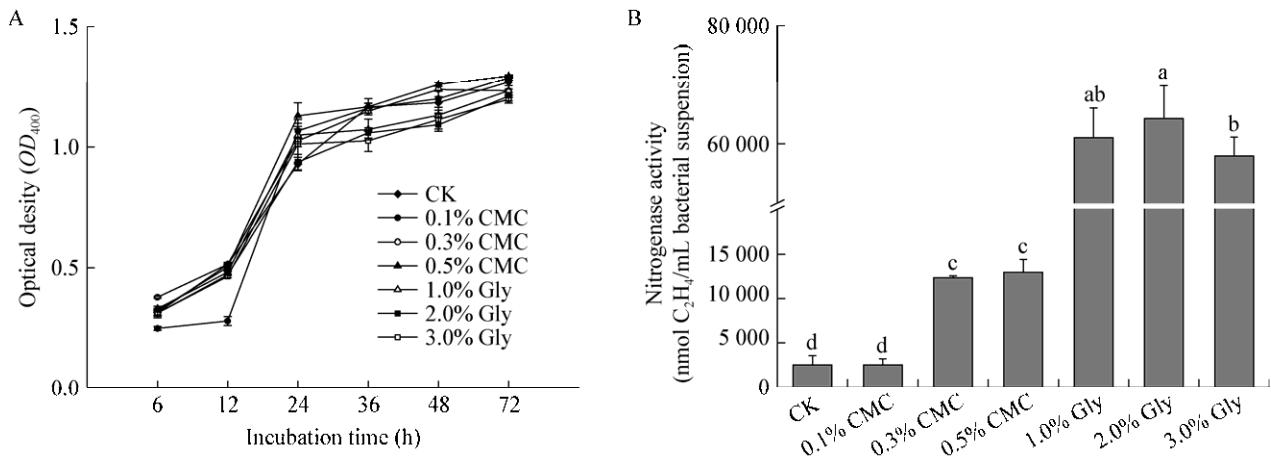 A
1.5
1.0
0.5
0.0
Optical desity (OD400)
CK
0.1% CMC
0.3% CMC
0.5% CMC
1.0% Gly
2.0% Gly
3.0% Gly
6 12 24 36 48 72
Incubation time (h)
B
80 000
60 000
15 000
10 000
5 000
0
Nitrogenase activity
(nmol C2H4/mL bacterial suspension)
d d c c ab a b
CK 0.1% CMC 0.3% CMC 0.5% CMC 1.0% Gly 2.0% Gly 3.0% Gly